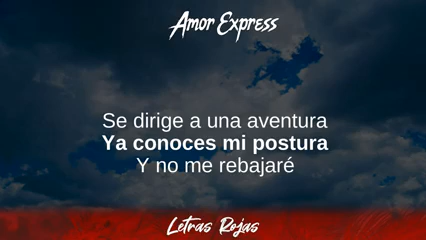 Amor Express
Se dirige a una aventura
Ya conoces mi postura
Y no me rebajaré
Letras Rojas